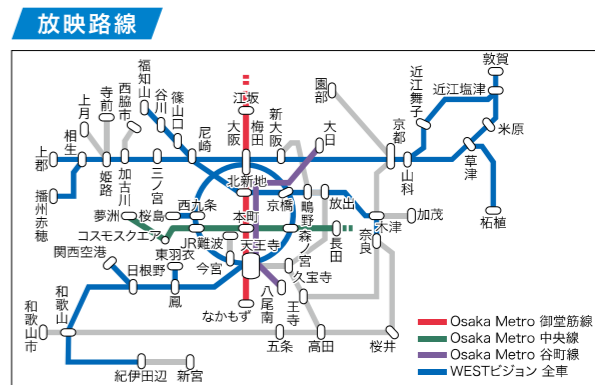 放映路線
敦賀
近江塩津
近江舞子
米原
草津
柘植
山科
京都
園部
福知山
谷川
篠山口
尼崎
西脇市
寺前
上月
相生
上郡
播州赤穂
姫路
加古川
三ノ宮
江坂
梅田
大阪
新大阪
大日
北新地
京橋
鴫野
放出
木津
加茂
奈良
夢洲
桜島
西九条
コスモスクエア
本町
森ノ宮
長田
JR難波
今宮
天王寺
久宝寺
関西空港
日根野
東羽衣
鳳
八尾南
王寺
なかもず
和歌山市
和歌山
五条
高田
桜井
紀伊田辺
新宮
Osaka Metro 御堂筋線
Osaka Metro 中央線
Osaka Metro 谷町線
WESTビジョン 全車